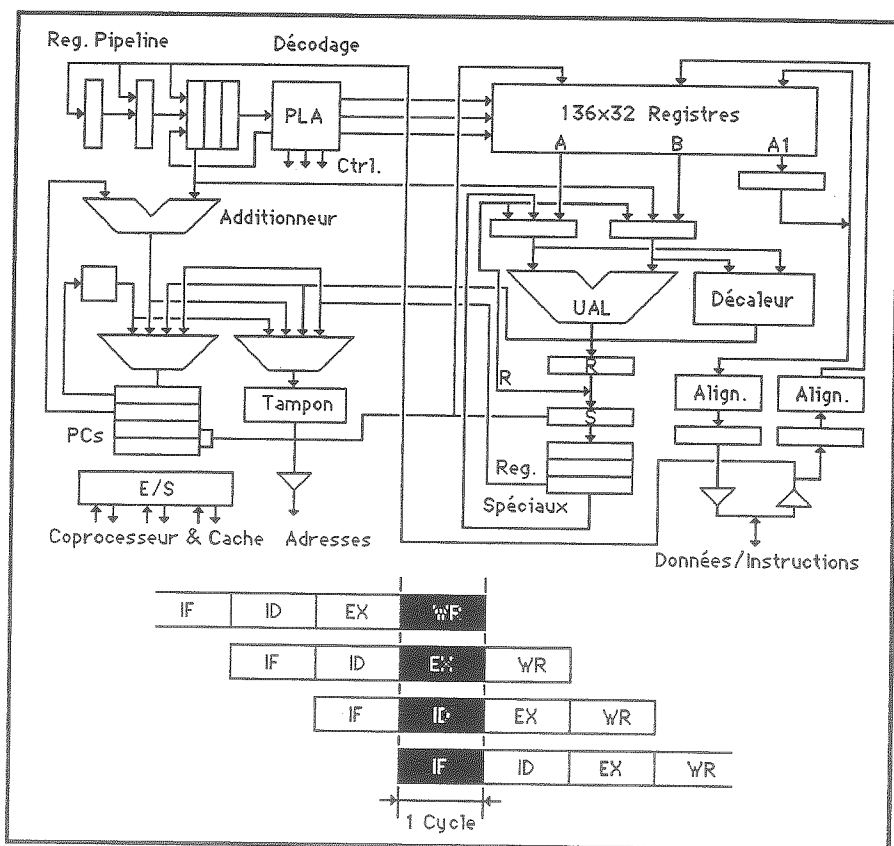 Reg. Pipeline
Décodage
PLA
Ctrl.
136x32 Registres
A
B
A1
Additionneur
UAL
Décaleur
R
R
S
Tampon
Align.
Align.
PCs
Reg.
Spéciaux
E/S
Coprocesseur & Cache
Adresses
Données/Instructions
IF ID EX WR
IF ID EX WR
IF ID EX WR
IF ID EX WR
1 Cycle